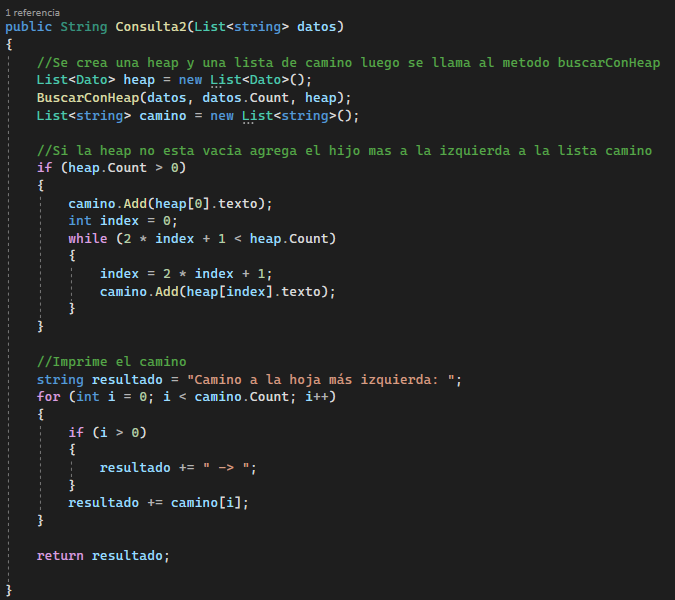 1 referencia
public String Consulta2(List<string> datos)
{
//Se crea una heap y una lista de camino luego se llama al metodo buscarConHeap
List<Dato> heap = new List<Dato>();
BuscarConHeap(datos, datos.Count, heap);
List<string> camino = new List<string>();
//Si la heap no esta vacia agrega el hijo mas a la izquierda a la lista camino
if (heap.Count > 0)
{
camino.Add(heap[0].texto);
int index = 0;
while (2 * index + 1 < heap.Count)
{
index = 2 * index + 1;
camino.Add(heap[index].texto);
}
}
//Imprime el camino
string resultado = "Camino a la hoja más izquierda: ";
for (int i = 0; i < camino.Count; i++)
{
if (i > 0)
{
resultado += " -> ";
}
resultado += camino[i];
}
return resultado;
}